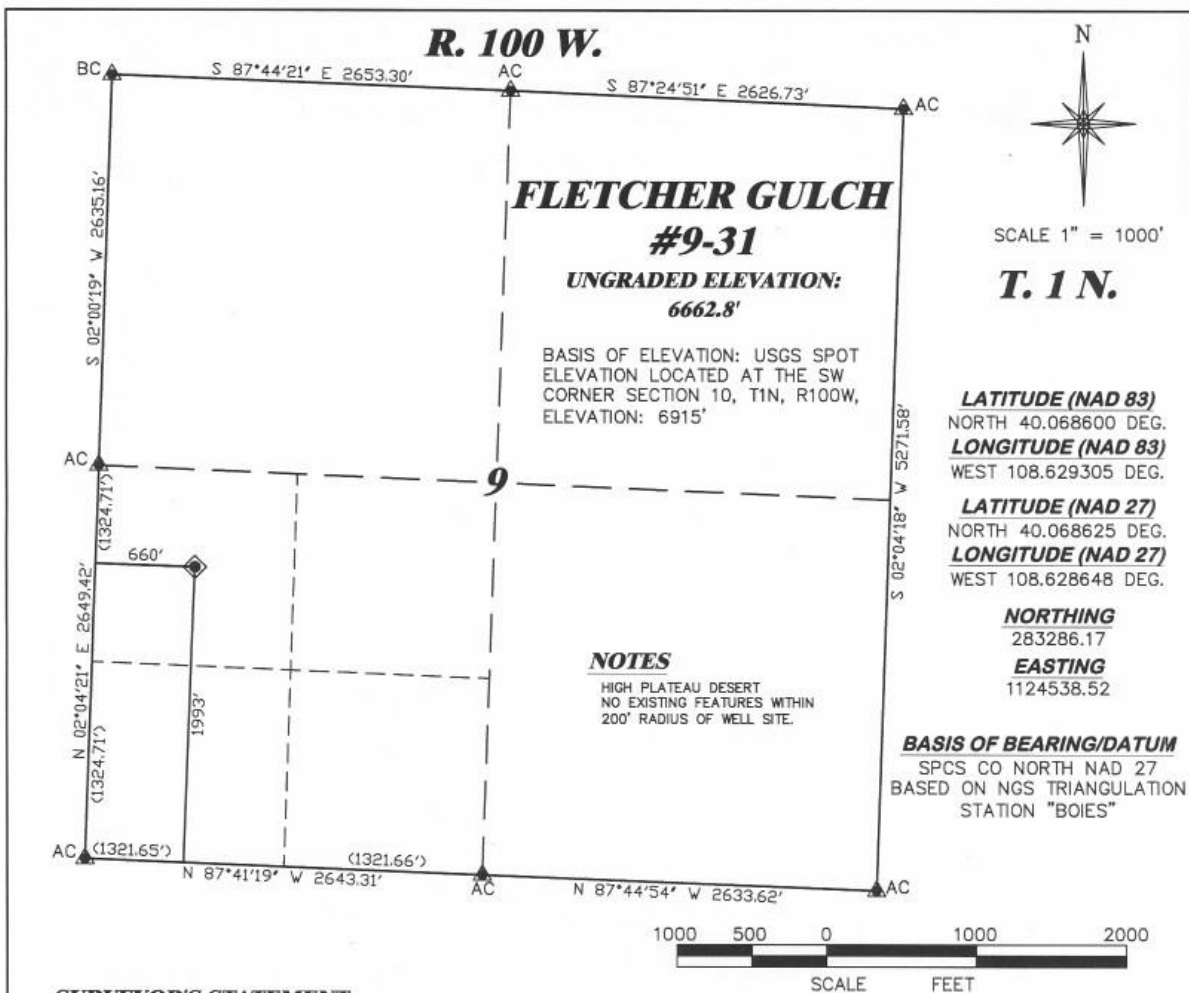 R. 100 W.
BC
S 87°44'21" E 2653.30'
AC
S 87°24'51" E 2626.73'
AC
N
SCALE 1" = 1000'
T. 1 N.
S 02°00'19" W 2635.16'
FLETCHER GULCH
#9-31
UNGRADED ELEVATION:
6662.8'
BASIS OF ELEVATION: USGS SPOT
ELEVATION LOCATED AT THE SW
CORNER SECTION 10, T1N, R100W,
ELEVATION: 6915'
S 02°04'18" W 5271.58'
LATITUDE (NAD 83)
NORTH 40.068600 DEG.
LONGITUDE (NAD 83)
WEST 108.629305 DEG.
LATITUDE (NAD 27)
NORTH 40.068625 DEG.
LONGITUDE (NAD 27)
WEST 108.628648 DEG.
NORTHING
283286.17
EASTING
1124538.52
BASIS OF BEARING/DATUM
SPCS CO NORTH NAD 27
BASED ON NGS TRIANGULATION
STATION "BOIES"
AC
9
(1324.71')
660'
N 02°04'21" E 2649.42'
1993'
(1324.71')
NOTES
HIGH PLATEAU DESERT
NO EXISTING FEATURES WITHIN
200' RADIUS OF WELL SITE.
AC
(1321.65')
(1321.66')
N 87°41'19" W 2643.31'
AC
N 87°44'54" W 2633.62'
AC
1000 500 0 1000 2000
SCALE FEET
SURVEYOR'S STATEMENT